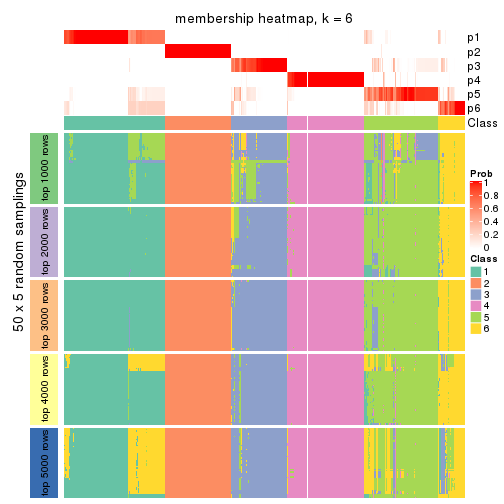 membership heatmap, k = 6
p1
p2
p3
p4
p5
p6
Class
50 x 5 random samplings
top 1000 rows
top 2000 rows
top 3000 rows
top 4000 rows
top 5000 rows
Prob
1
0.8
0.6
0.4
0.2
0
Class
1
2
3
4
5
6